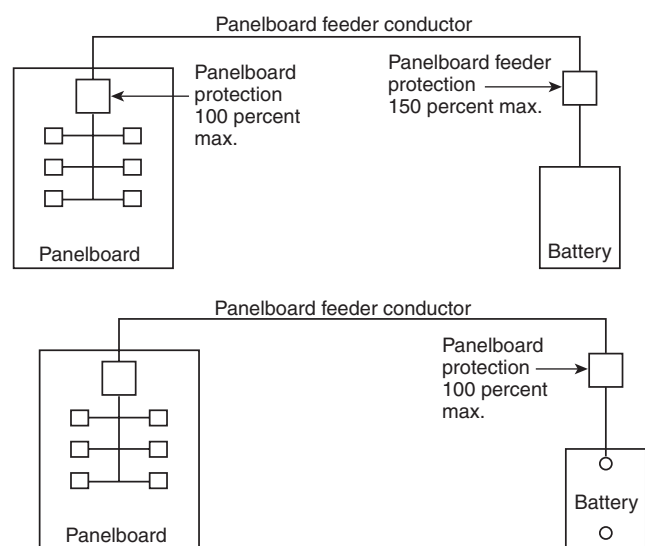 Panelboard feeder conductor
Panelboard
protection
100 percent
max.
Panelboard feeder
protection
150 percent max.
Panelboard
Battery
Panelboard feeder conductor
Panelboard
protection
100 percent
max.
Battery
Panelboard